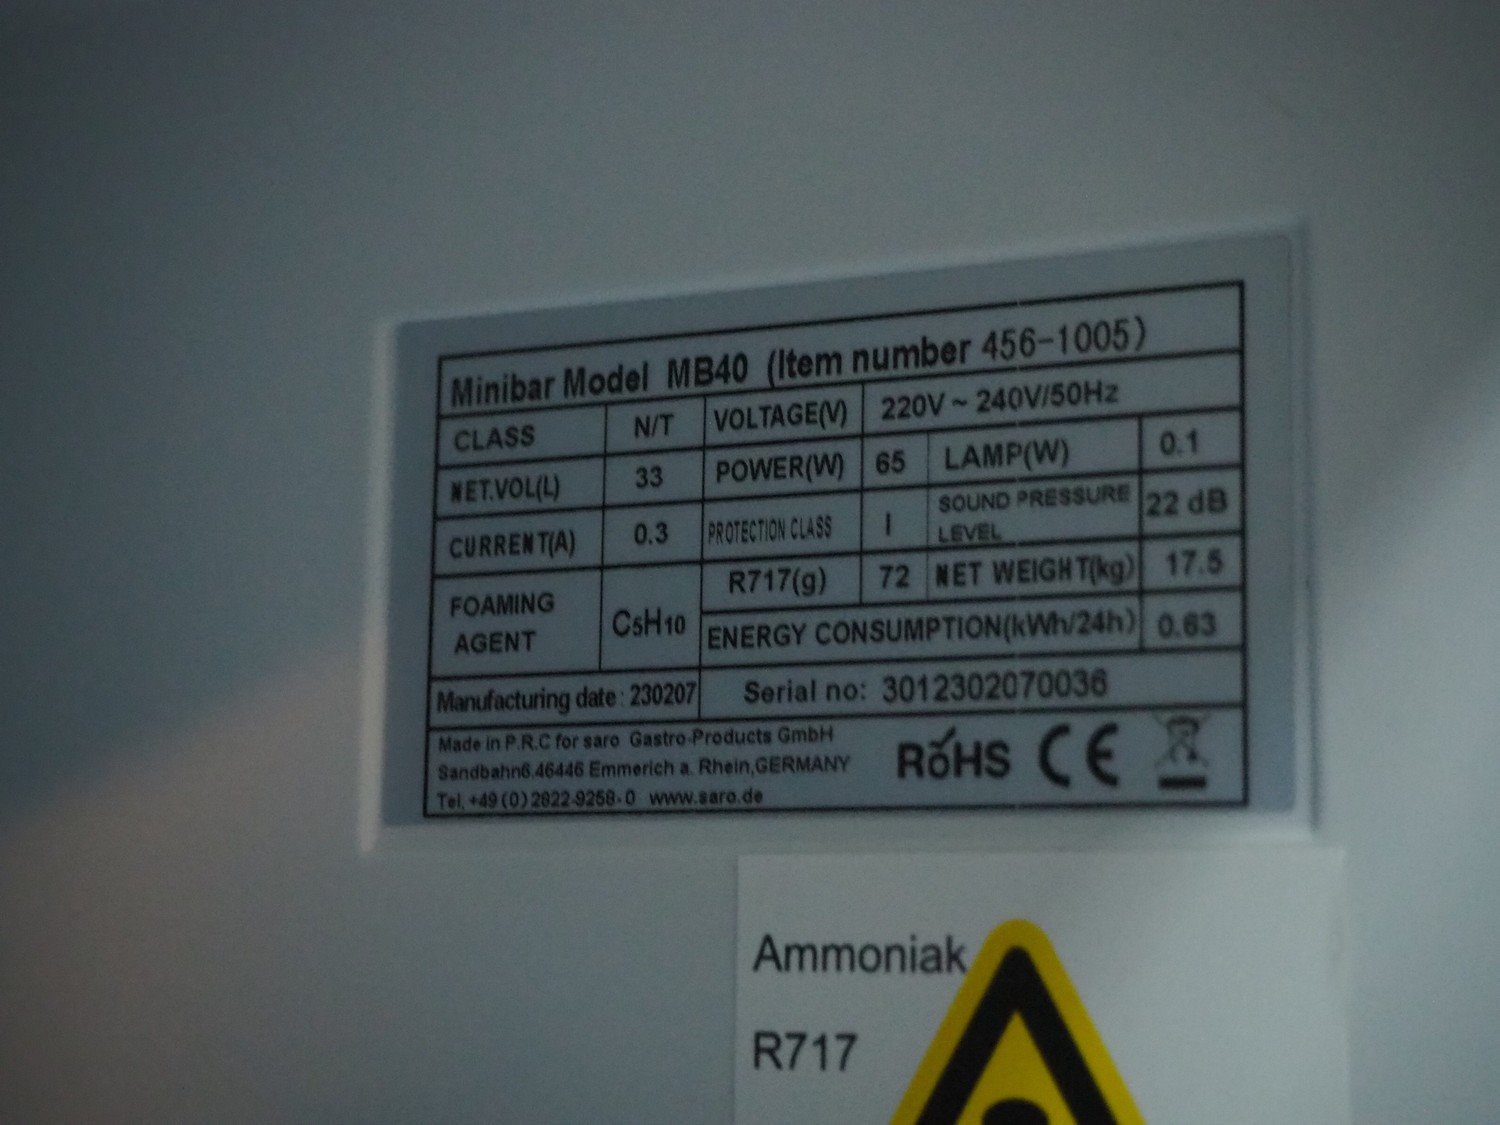 Minibar Model MB40 (Item number 456-1005)
CLASS N/T VOLTAGE(V) 220V ~ 240V/50Hz
NET.VOL(L) 33 POWER(W) 65 LAMP(W) 0.1
CURRENT(A) 0.3 PROTECTION CLASS I SOUND PRESSURE LEVEL 22 dB
FOAMING AGENT C5H10 R717(g) 72 NET WEIGHT(kg) 17.5
ENERGY CONSUMPTION(kWh/24h) 0.63
Manufacturing date: 230207 Serial no: 3012302070036
Made in P.R.C for saro Gastro-Products GmbH
Sandbahn6,46446 Emmerich a. Rhein,GERMANY
Tel. +49(0)2822-9258-0 www.saro.de
RoHS CE
Ammoniak
R717